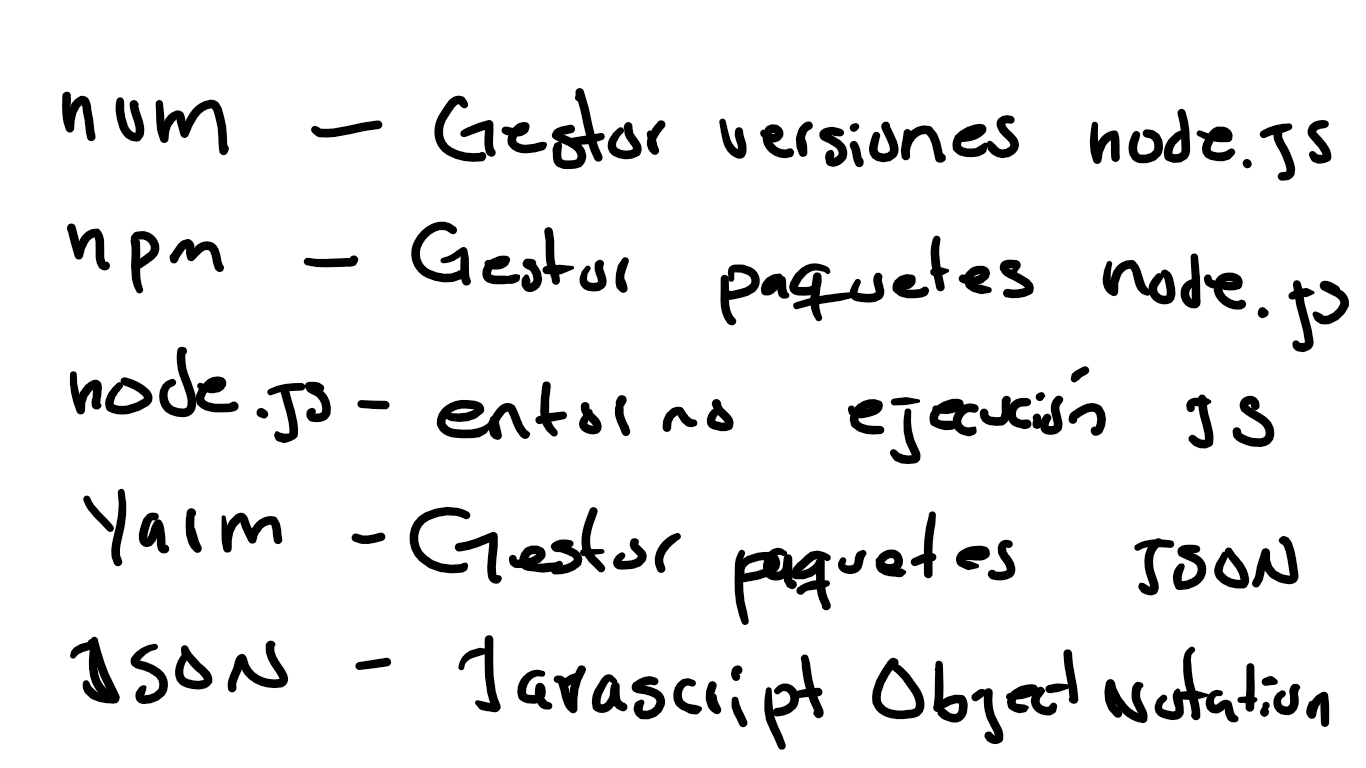 nvm - Gestor versiones node.JS
npm - Gestor paquetes node.js
node.JS - entorno ejecución JS
Yarm - Gestor paquetes JSON
JSON - Javascript Object Notation